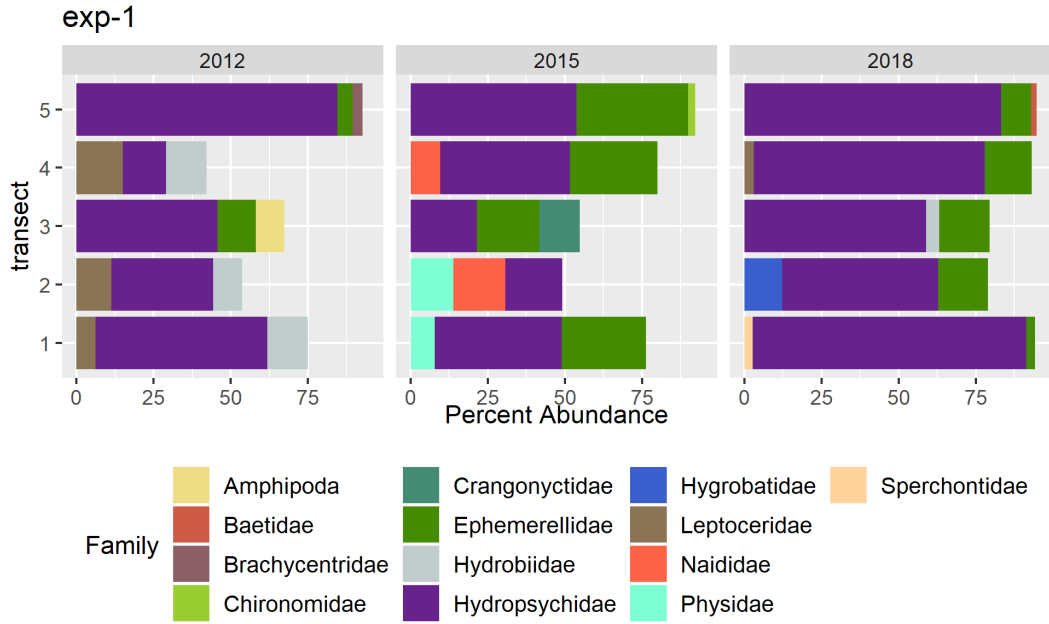 exp-1
2012 2015 2018
transect
5
4
3
2
1
0 25 50 75 0 25 50 75 0 25 50 75
Percent Abundance
Family
Amphipoda Crangonyctidae Hygrobatidae Sperchontidae
Baetidae Ephemerellidae Leptoceridae
Brachycentridae Hydrobiidae Naididae
Chironomidae Hydropsychidae Physidae